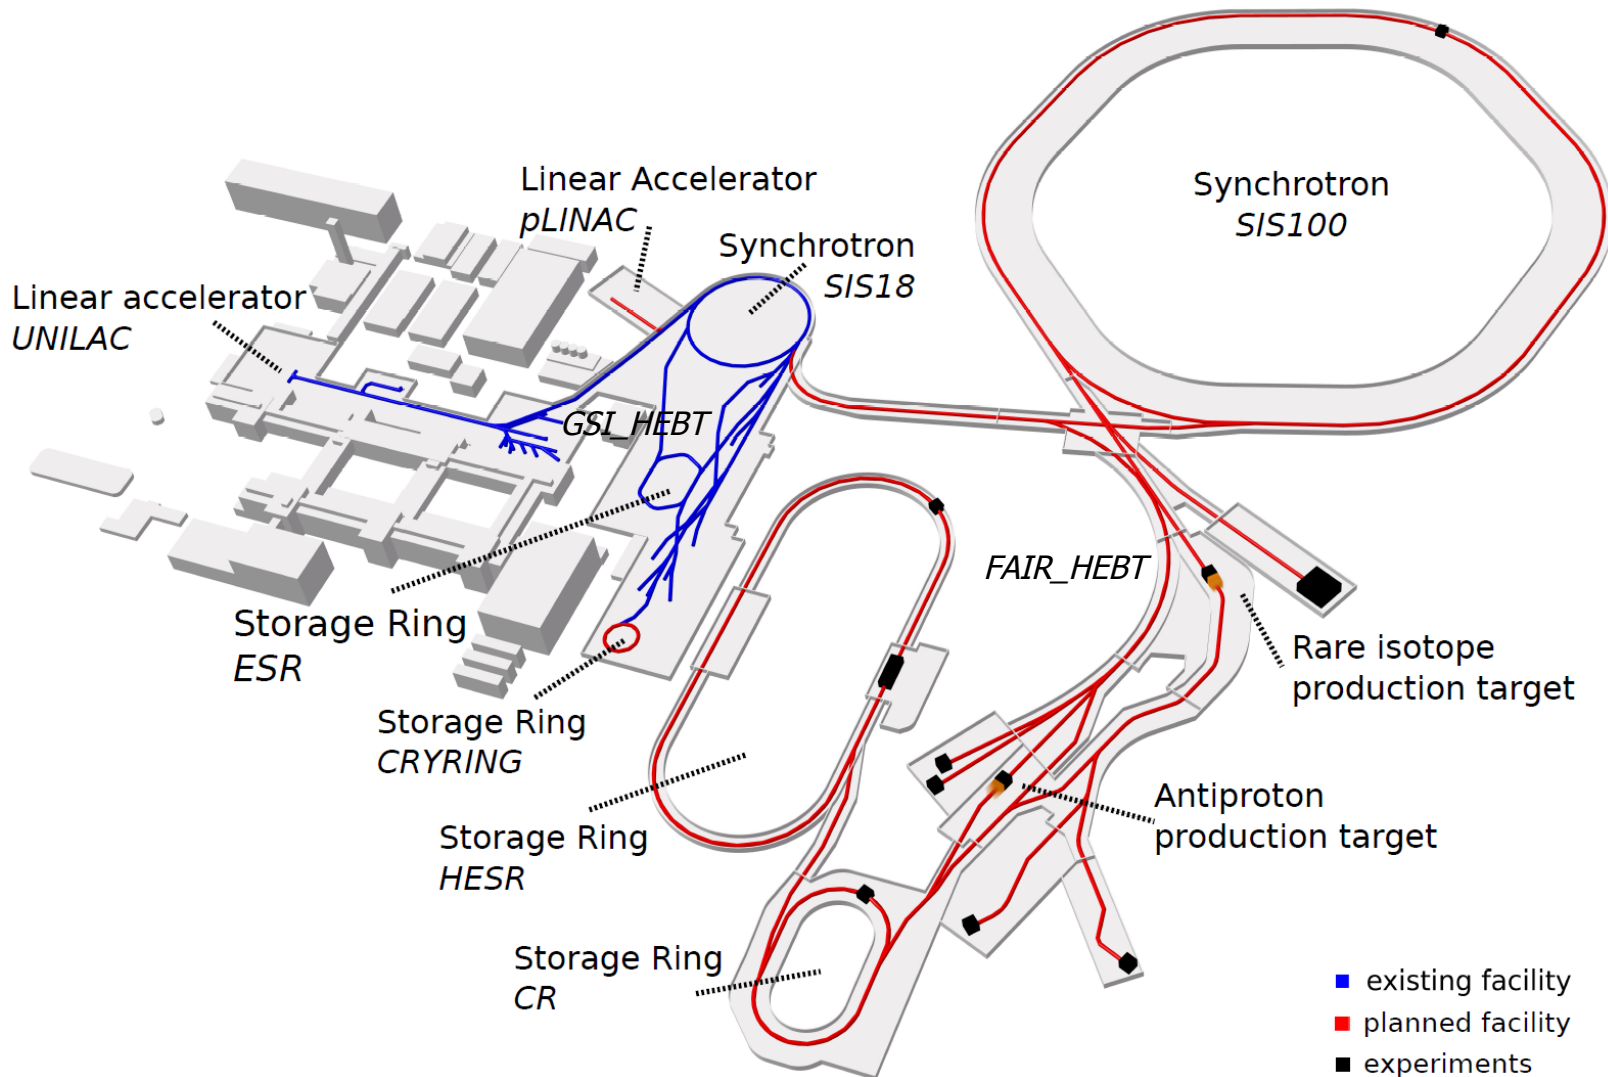 Linear Accelerator
pLINAC
Synchrotron
SIS18
Synchrotron
SIS100
Linear accelerator
UNILAC
GSI_HEBT
FAIR_HEBT
Storage Ring
ESR
Rare isotope
production target
Storage Ring
CRYRING
Antiproton
production target
Storage Ring
HESR
Storage Ring
CR
existing facility
planned facility
experiments